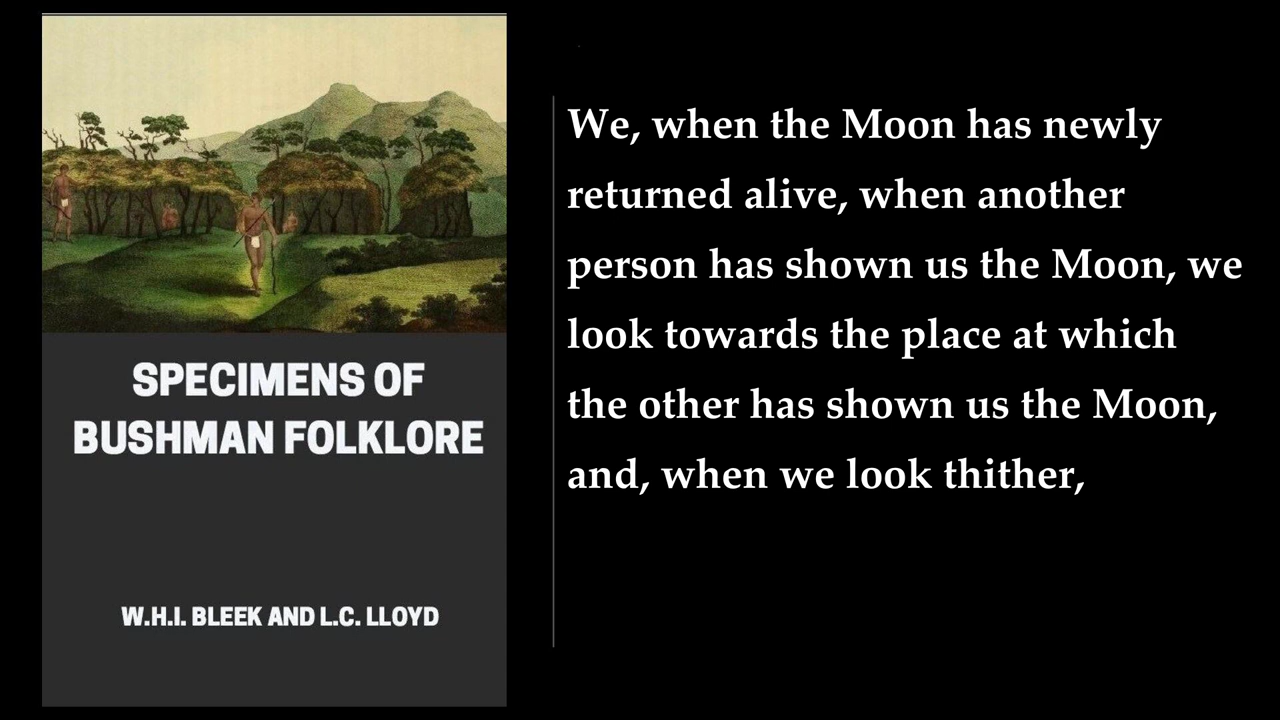 SPECIMENS OF
BUSHMAN FOLKLORE
W.H.I. BLEEK AND L.C. LLOYD
We, when the Moon has newly
returned alive, when another
person has shown us the Moon, we
look towards the place at which
the other has shown us the Moon,
and, when we look thither,